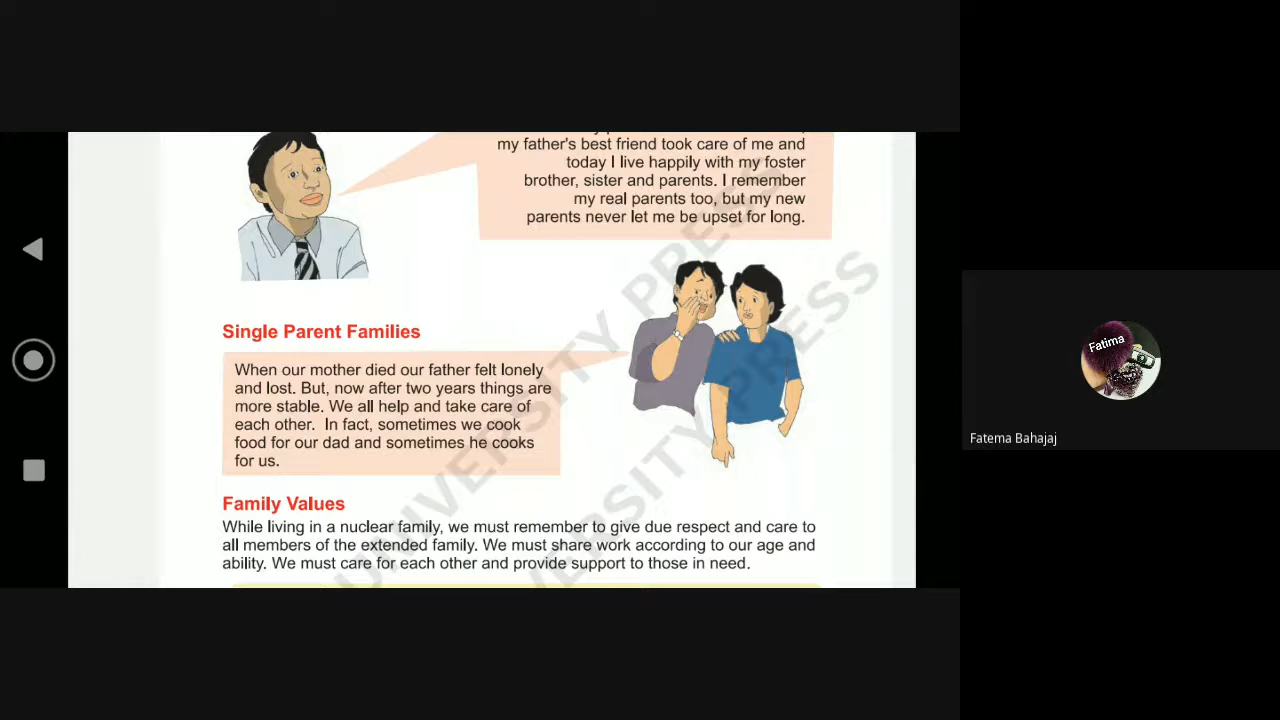 my father's best friend took care of me and
today I live happily with my foster
brother, sister and parents. I remember
my real parents too, but my new
parents never let me be upset for long.
Single Parent Families
When our mother died our father felt lonely
and lost. But, now after two years things are
more stable. We all help and take care of
each other. In fact, sometimes we cook
food for our dad and sometimes he cooks
for us.
Family Values
While living in a nuclear family, we must remember to give due respect and care to
all members of the extended family. We must share work according to our age and
ability. We must care for each other and provide support to those in need.
UNIVERSITY PRESS
VERSITY PRESS
Fatima
Fatema Bahajaj